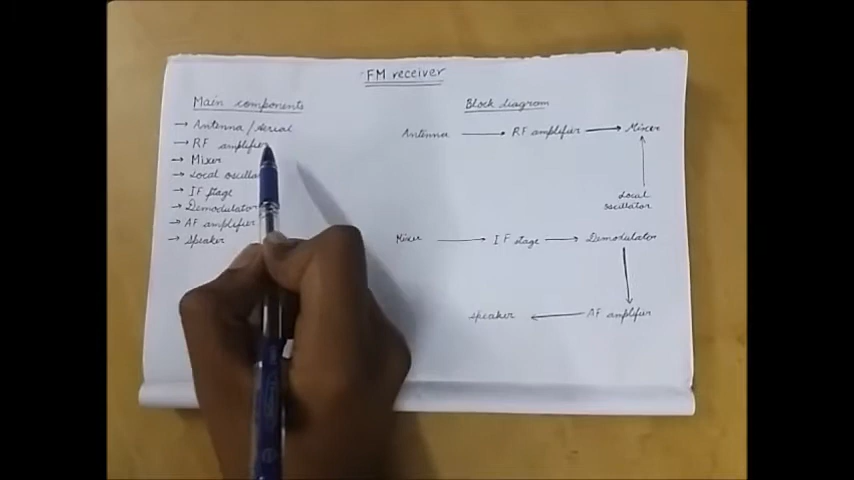 FM receiver
Main components
→ Antenna/aerial
→ RF amplifier
→ Mixer
→ Local
→ IF stage
→ Demodulator
→ AF amplifier
→ Speaker
Block diagram
Antenna → RF amplifier → Mixer
Local
oscillator
Mixer → IF stage → Demodulator
speaker ← AF amplifier